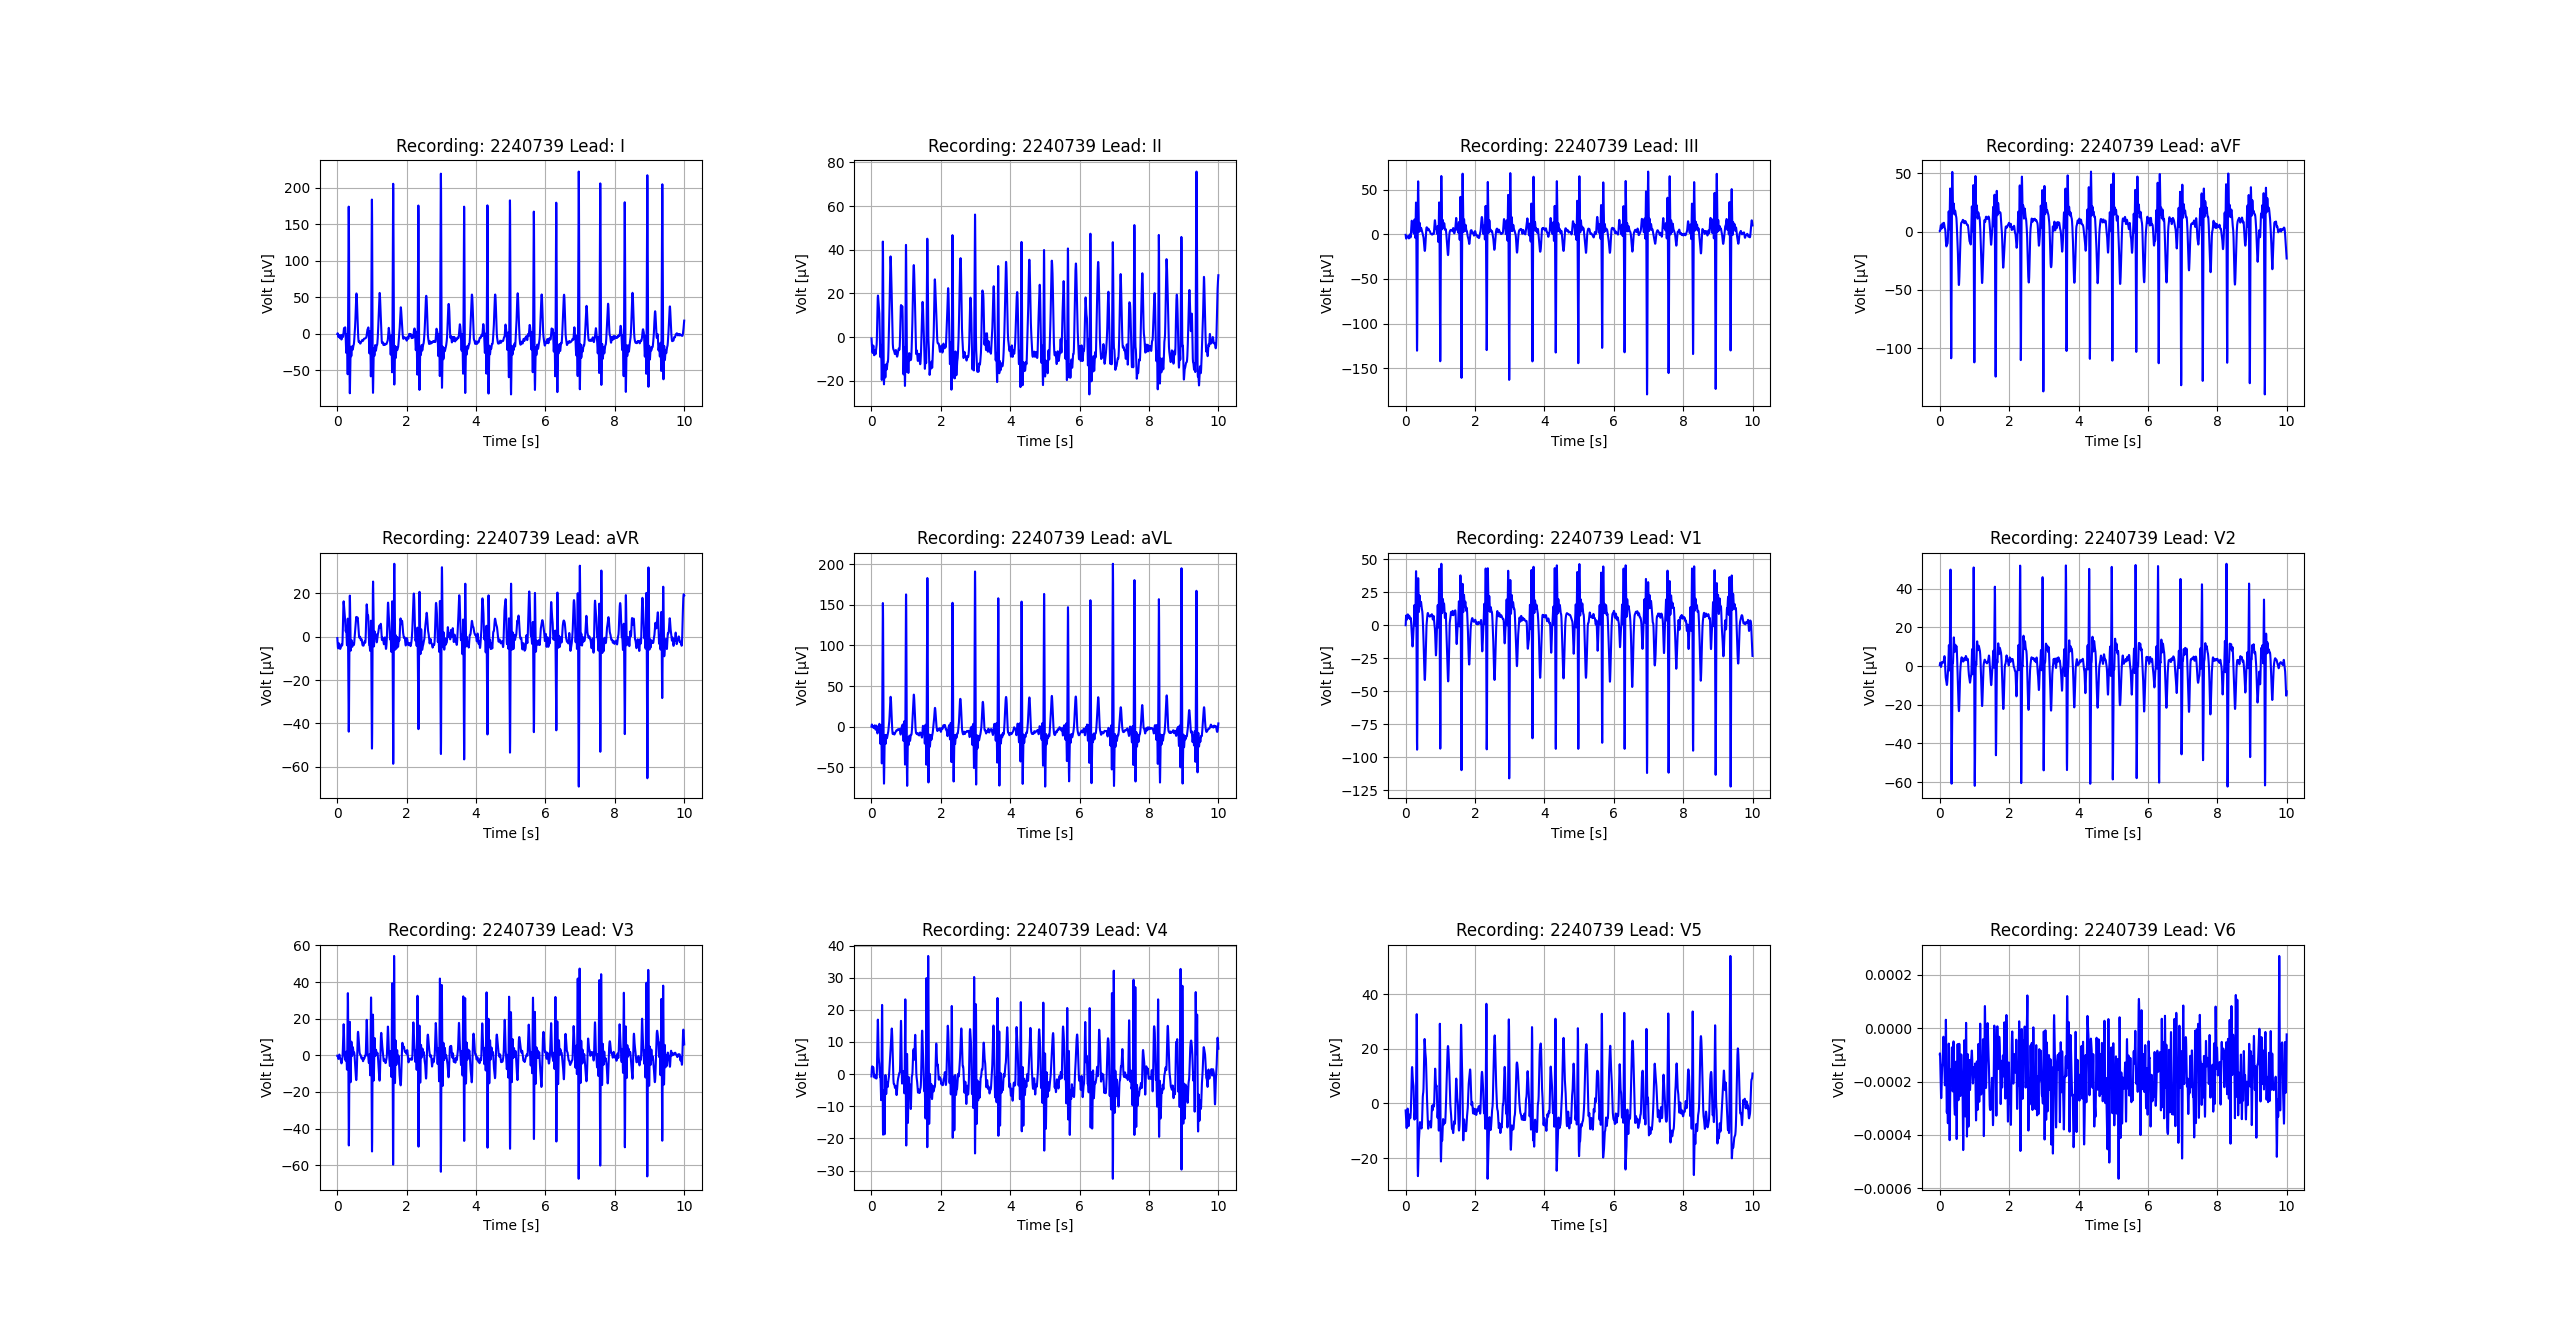 Recording: 2240739 Lead: I
200
150
100
50
0
−50
Volt [µV]
0 2 4 6 8 10
Time [s]
Recording: 2240739 Lead: II
80
60
40
20
0
−20
Volt [µV]
0 2 4 6 8 10
Time [s]
Recording: 2240739 Lead: III
50
0
−50
−100
−150
Volt [µV]
0 2 4 6 8 10
Time [s]
Recording: 2240739 Lead: aVF
50
0
−50
−100
Volt [µV]
0 2 4 6 8 10
Time [s]
Recording: 2240739 Lead: aVR
20
0
−20
−40
−60
Volt [µV]
0 2 4 6 8 10
Time [s]
Recording: 2240739 Lead: aVL
200
150
100
50
0
−50
Volt [µV]
0 2 4 6 8 10
Time [s]
Recording: 2240739 Lead: V1
50
25
0
−25
−50
−75
−100
−125
Volt [µV]
0 2 4 6 8 10
Time [s]
Recording: 2240739 Lead: V2
40
20
0
−20
−40
−60
Volt [µV]
0 2 4 6 8 10
Time [s]
Recording: 2240739 Lead: V3
60
40
20
0
−20
−40
−60
Volt [µV]
0 2 4 6 8 10
Time [s]
Recording: 2240739 Lead: V4
40
30
20
10
0
−10
−20
−30
Volt [µV]
0 2 4 6 8 10
Time [s]
Recording: 2240739 Lead: V5
40
20
0
−20
Volt [µV]
0 2 4 6 8 10
Time [s]
Recording: 2240739 Lead: V6
0.0002
0.0000
−0.0002
−0.0004
−0.0006
Volt [µV]
0 2 4 6 8 10
Time [s]